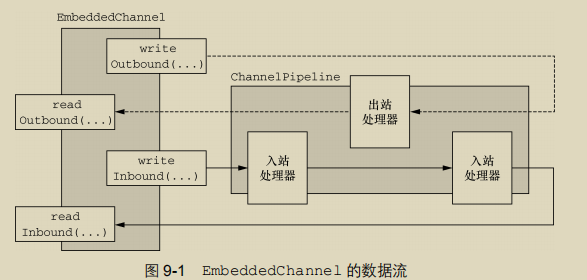 EmbeddedChannel
write
Outbound(...)
ChannelPipeline
read
Outbound(...)
出站
处理器
write
Inbound(...)
入站
处理器
入站
处理器
read
Inbound(...)
图 9-1 EmbeddedChannel 的数据流